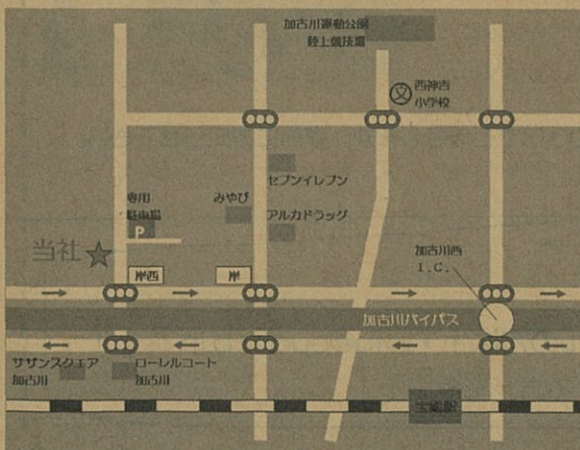 加古川運動公園
陸上競技場
西神吉
小学校
セブンイレブン
専用
駐車場
P
みやび
アルカドラッグ
当社
加古川西
I.C.
岸西
岸
加古川バイパス
サザンスクエア
加古川
ローレルコート
加古川
宝殿駅